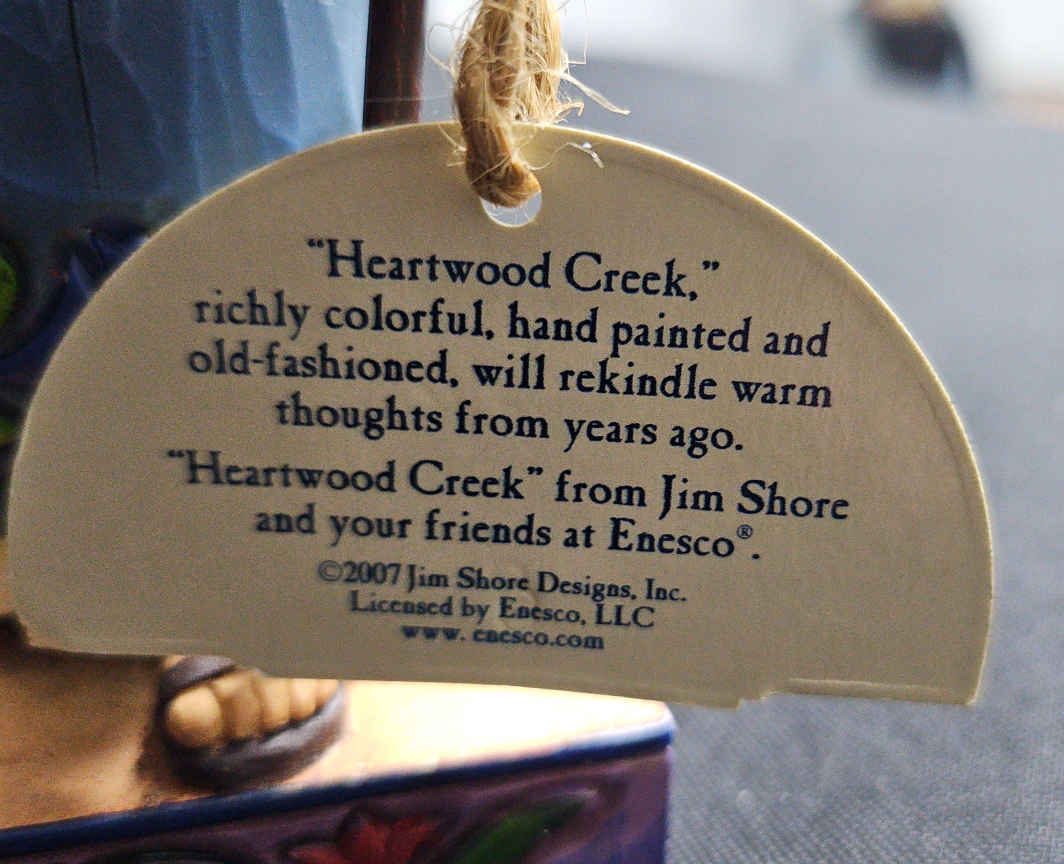 “Heartwood Creek,”
richly colorful, hand painted and
old-fashioned, will rekindle warm
thoughts from years ago.
“Heartwood Creek” from Jim Shore
and your friends at Enesco®.
©2007 Jim Shore Designs, Inc.
Licensed by Enesco, LLC
www. enesco.com